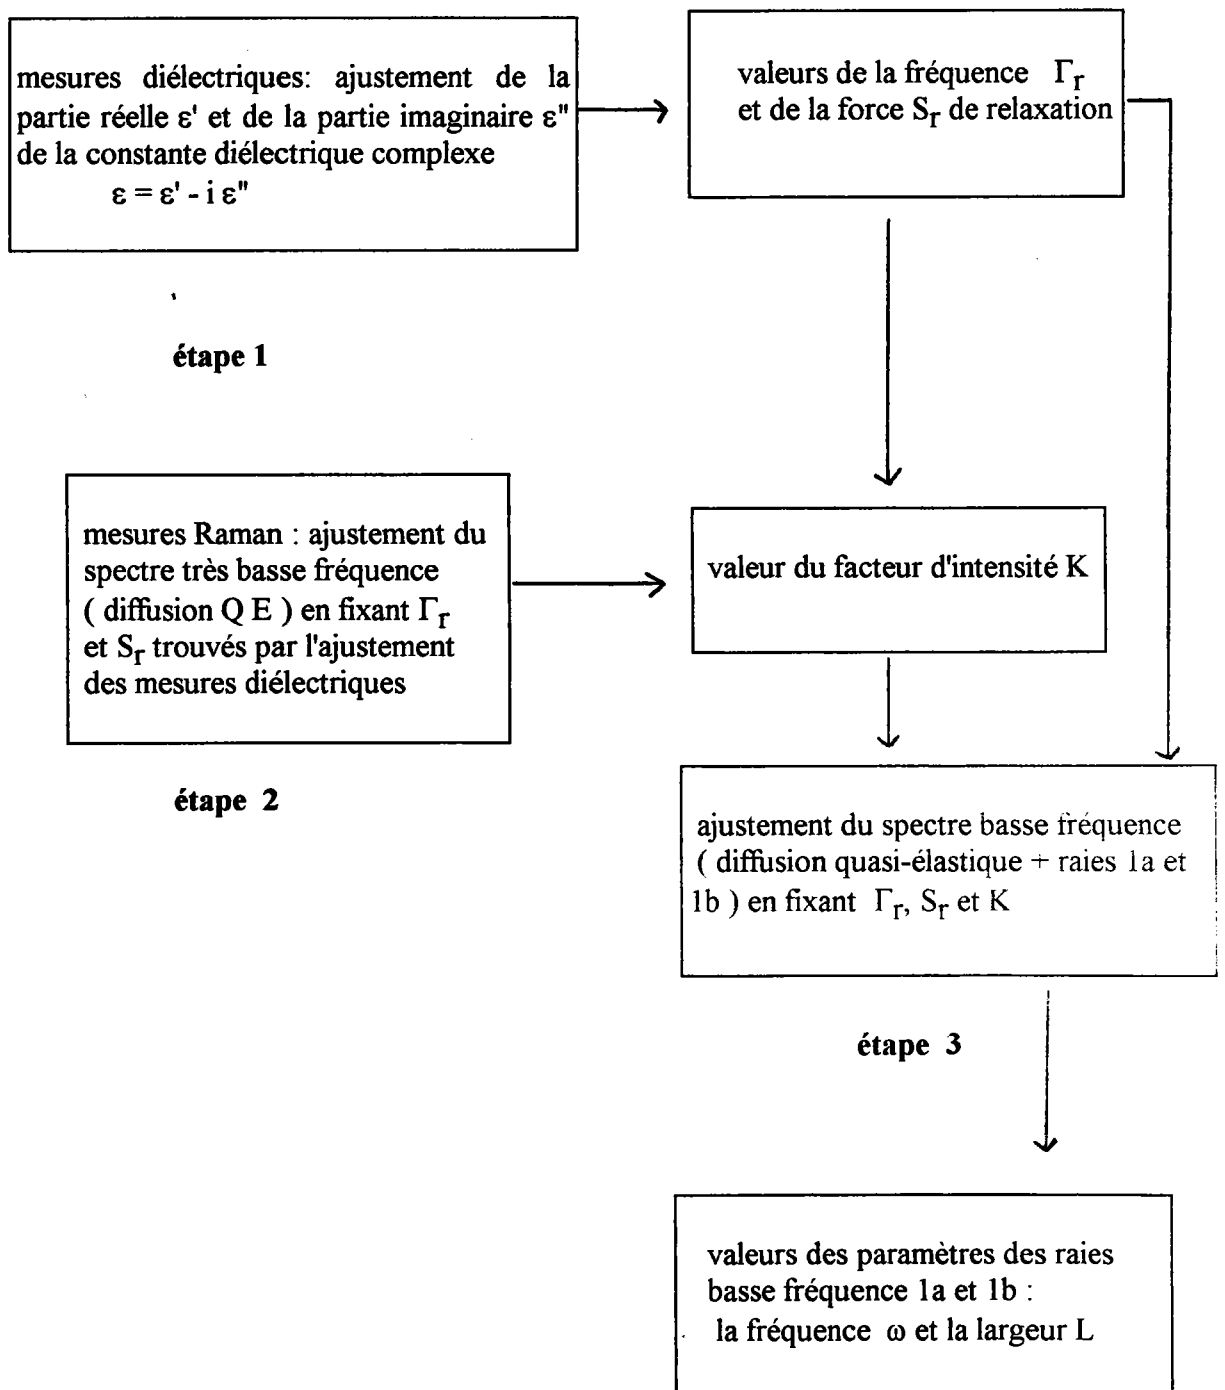 mesures diélectriques: ajustement de la
partie réelle ε' et de la partie imaginaire ε"
de la constante diélectrique complexe
ε = ε' - i ε"
valeurs de la fréquence Γr
et de la force Sr de relaxation
étape 1
mesures Raman : ajustement du
spectre très basse fréquence
( diffusion Q E ) en fixant Γr
et Sr trouvés par l'ajustement
des mesures diélectriques
valeur du facteur d'intensité K
étape 2
ajustement du spectre basse fréquence
( diffusion quasi-élastique + raies 1a et
1b ) en fixant Γr, Sr et K
étape 3
valeurs des paramètres des raies
basse fréquence 1a et 1b :
la fréquence ω et la largeur L